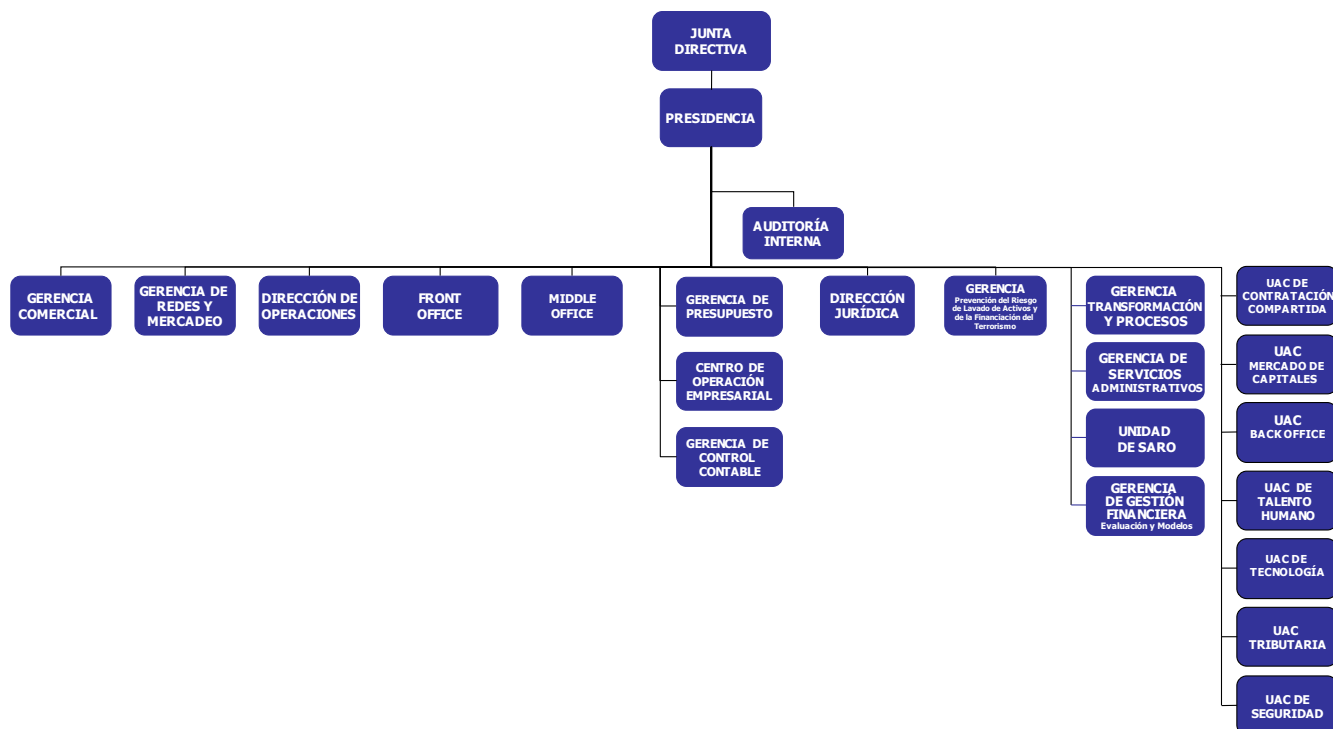 JUNTA
DIRECTIVA
PRESIDENCIA
AUDITORÍA
INTERNA
GERENCIA
COMERCIAL
GERENCIA DE
REDES Y
MERCADEO
DIRECCIÓN DE
OPERACIONES
FRONT
OFFICE
MIDDLE
OFFICE
GERENCIA DE
PRESUPUESTO
CENTRO DE
OPERACIÓN
EMPRESARIAL
GERENCIA DE
CONTROL
CONTABLE
DIRECCIÓN
JURÍDICA
GERENCIA
Prevención del Riesgo
de Lavado de Activos y
de la Financiación del
Terrorismo
GERENCIA
TRANSFORMACIÓN
Y PROCESOS
GERENCIA DE
SERVICIOS
ADMINISTRATIVOS
UNIDAD
DE SARO
GERENCIA
DE GESTIÓN
FINANCIERA
Evaluación y Modelos
UAC DE
CONTRATACIÓN
COMPARTIDA
UAC
MERCADO DE
CAPITALES
UAC
BACK OFFICE
UAC DE
TALENTO
HUMANO
UAC DE
TECNOLOGÍA
UAC
TRIBUTARIA
UAC DE
SEGURIDAD